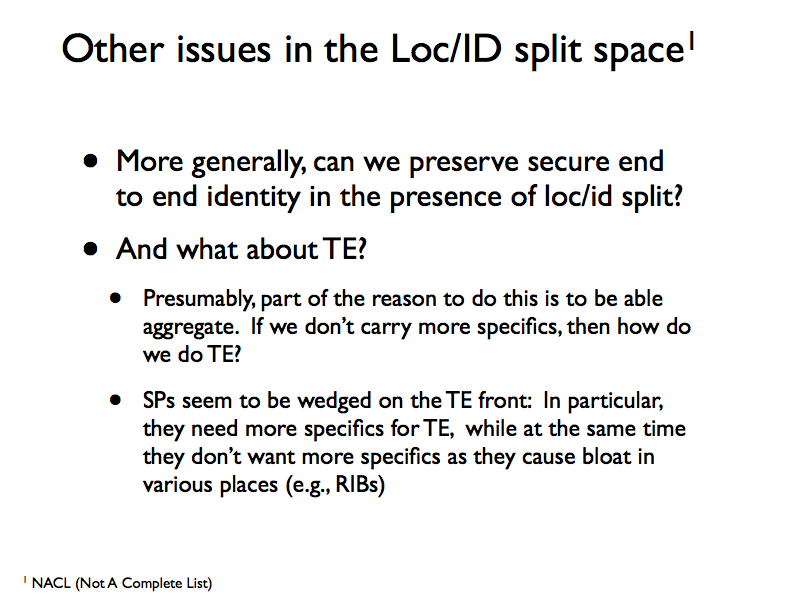 Other issues in the Loc/ID split space¹
• More generally, can we preserve secure end
to end identity in the presence of loc/id split?
• And what about TE?
• Presumably, part of the reason to do this is to be able
aggregate.  If we don't carry more specifics, then how do
we do TE?
• SPs seem to be wedged on the TE front:  In particular,
they need more specifics for TE,  while at the same time
they don't want more specifics as they cause bloat in
various places (e.g., RIBs)
¹ NACL (Not A Complete List)